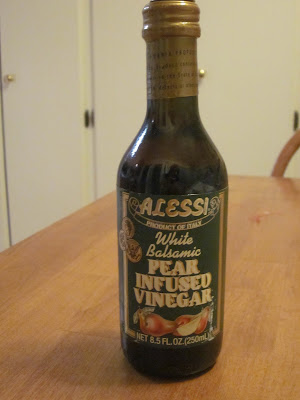 ALESSI
PRODUCT OF ITALY
White
Balsamic
PEAR
INFUSED
VINEGAR
NET 8.5 FL. OZ. (250ml)